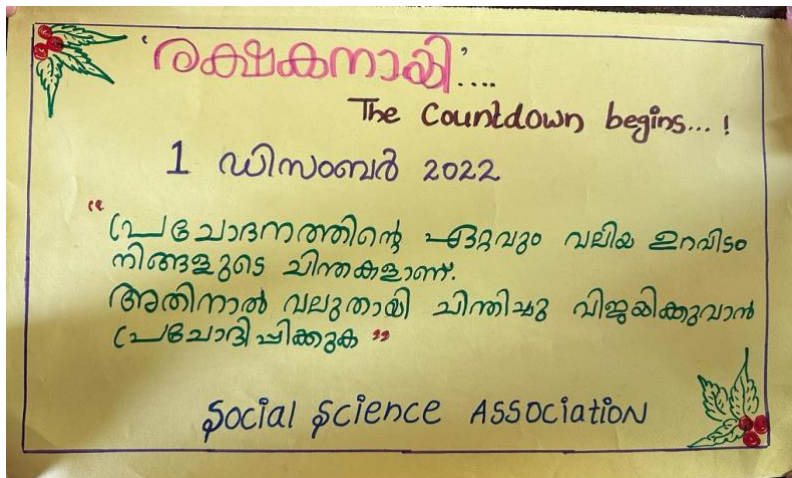 'രക്ഷകനായി'....
The Countdown begins... !
1 ഡിസംബർ 2022
"പ്രചോദനത്തിന്റെ ഏറ്റവും വലിയ ഉറവിടം
നിങ്ങളുടെ ചിന്തകളാണ്.
അതിനാൽ വലുതായി ചിന്തിച്ചു വിജയിക്കുവാൻ
പ്രചോദിപ്പിക്കുക"
Social Science Association